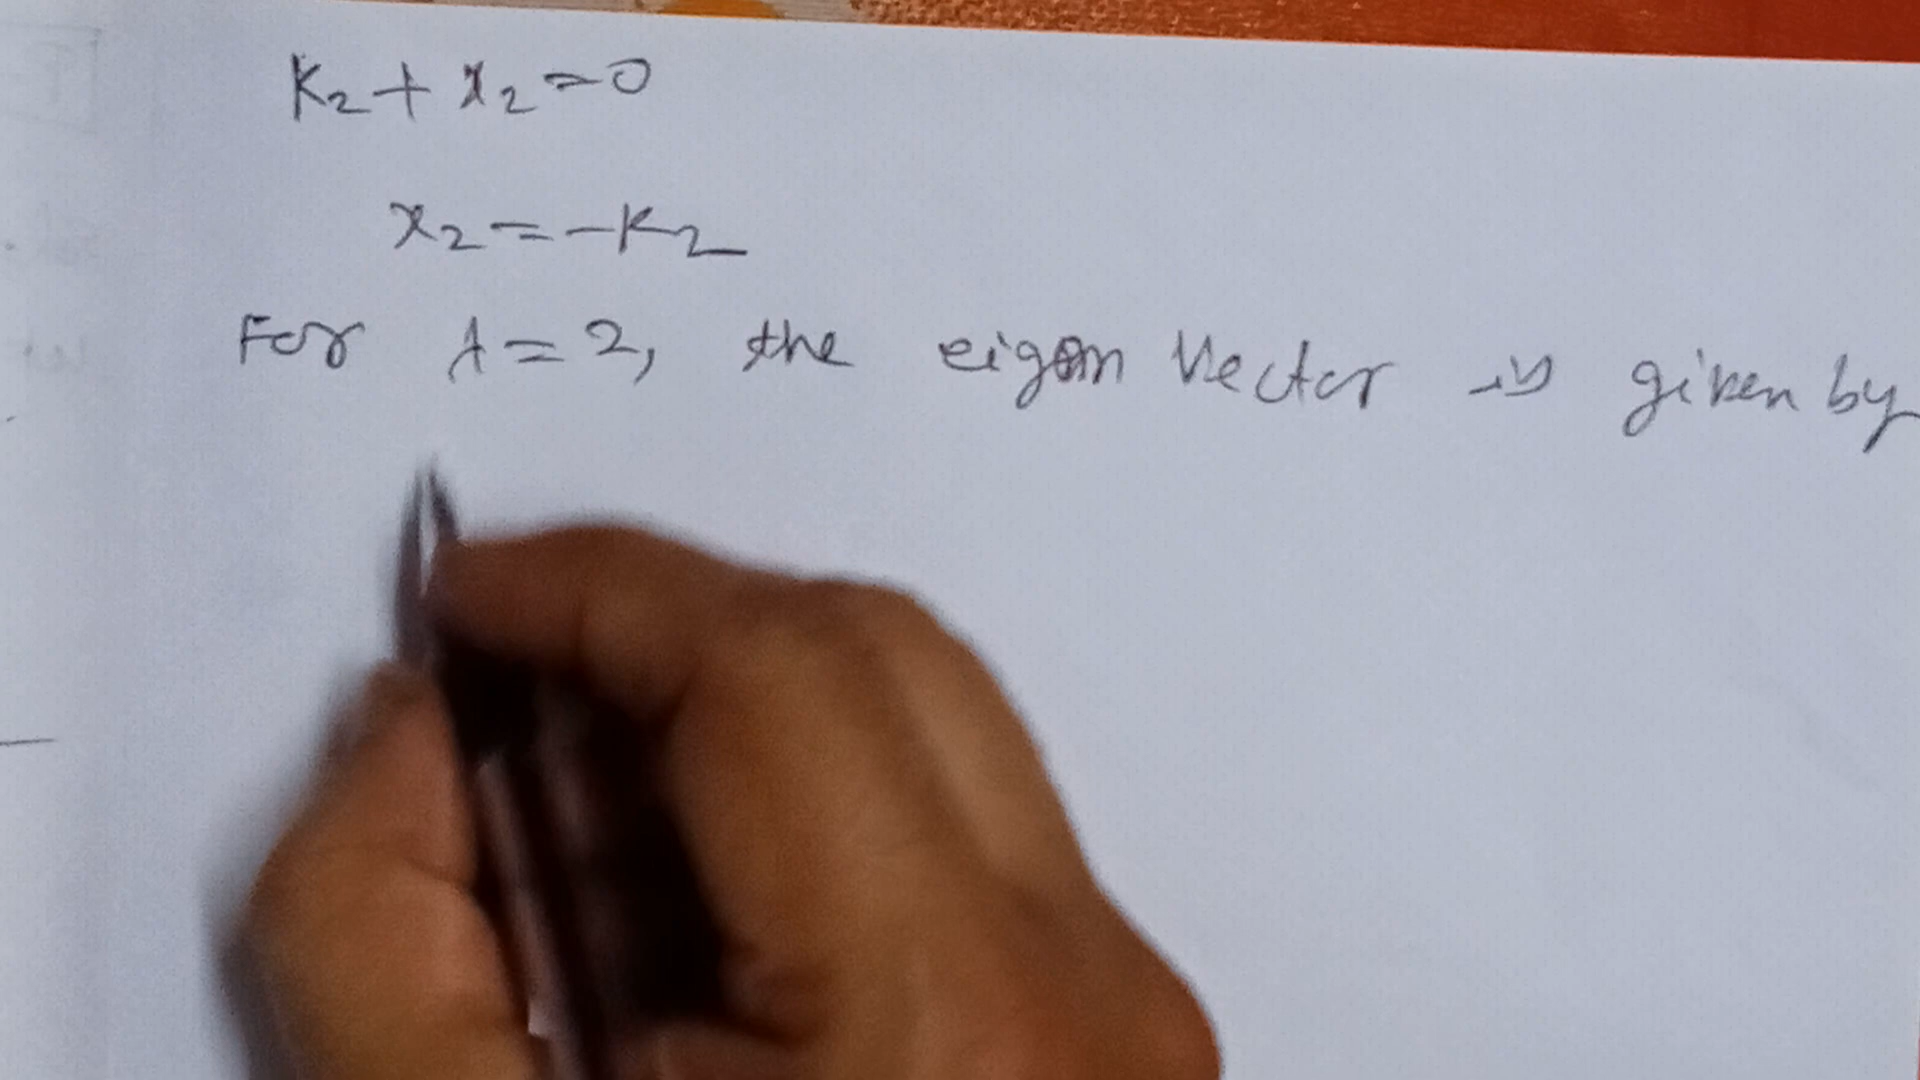 K₂ + x₂ = 0
x₂ = -K₂
For λ = 2, the eigen vector is given by